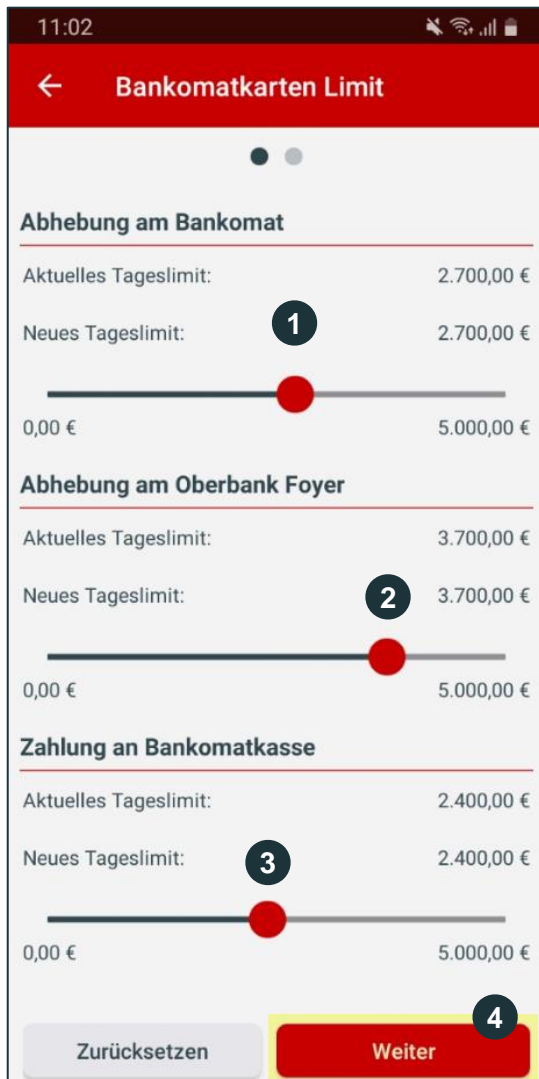 11:02
Bankomatkarten Limit
Abhebung am Bankomat
Aktuelles Tageslimit: 2.700,00 €
Neues Tageslimit: 1 2.700,00 €
0,00 € 5.000,00 €
Abhebung am Oberbank Foyer
Aktuelles Tageslimit: 3.700,00 €
Neues Tageslimit: 2 3.700,00 €
0,00 € 5.000,00 €
Zahlung an Bankomatkasse
Aktuelles Tageslimit: 2.400,00 €
Neues Tageslimit: 3 2.400,00 €
0,00 € 5.000,00 €
4
Zurücksetzen Weiter